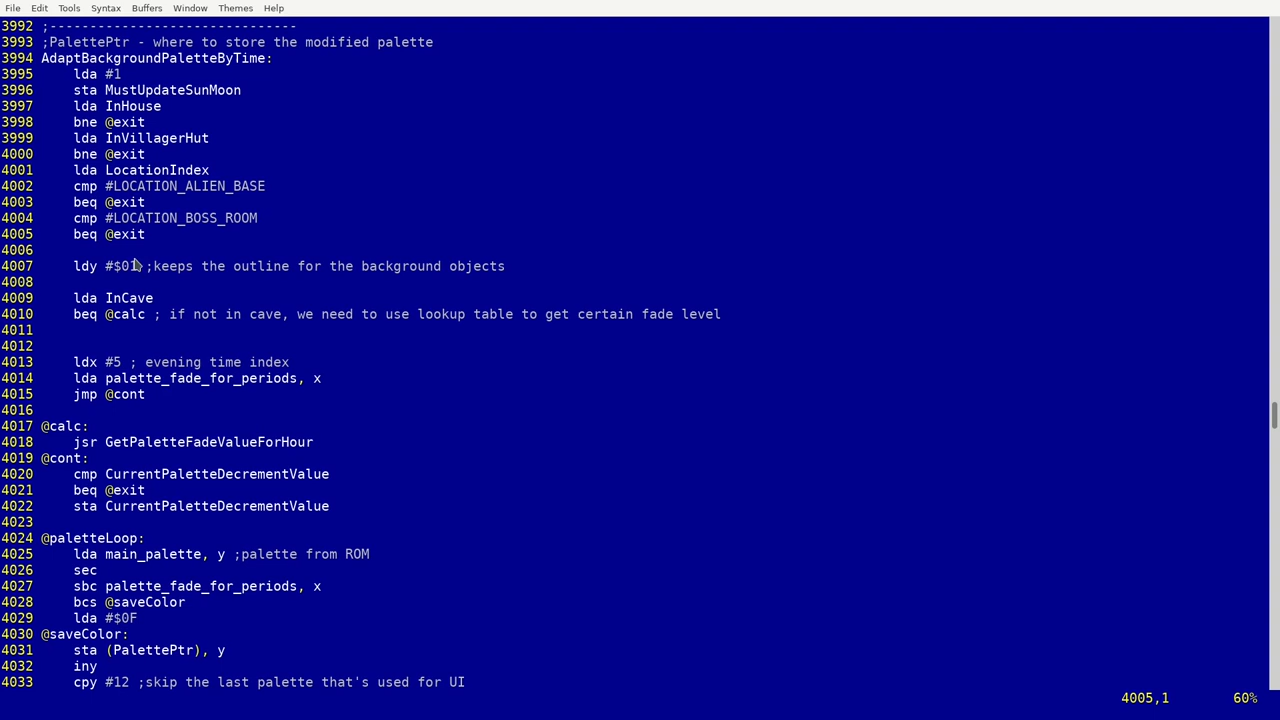 File Edit Tools Syntax Buffers Window Themes Help
3992 ;-------------------------------
3993 ;PalettePtr - where to store the modified palette
3994 AdaptBackgroundPaletteByTime:
3995     lda #1
3996     sta MustUpdateSunMoon
3997     lda InHouse
3998     bne @exit
3999     lda InVillagerHut
4000     bne @exit
4001     lda LocationIndex
4002     cmp #LOCATION_ALIEN_BASE
4003     beq @exit
4004     cmp #LOCATION_BOSS_ROOM
4005     beq @exit
4006
4007     ldy #$01 ;keeps the outline for the background objects
4008
4009     lda InCave
4010     beq @calc ; if not in cave, we need to use lookup table to get certain fade level
4011
4012
4013     ldx #5 ; evening time index
4014     lda palette_fade_for_periods, x
4015     jmp @cont
4016
4017 @calc:
4018     jsr GetPaletteFadeValueForHour
4019 @cont:
4020     cmp CurrentPaletteDecrementValue
4021     beq @exit
4022     sta CurrentPaletteDecrementValue
4023
4024 @paletteLoop:
4025     lda main_palette, y ;palette from ROM
4026     sec
4027     sbc palette_fade_for_periods, x
4028     bcs @saveColor
4029     lda #$0F
4030 @saveColor:
4031     sta (PalettePtr), y
4032     iny
4033     cpy #12 ;skip the last palette that's used for UI
4005,1 60%